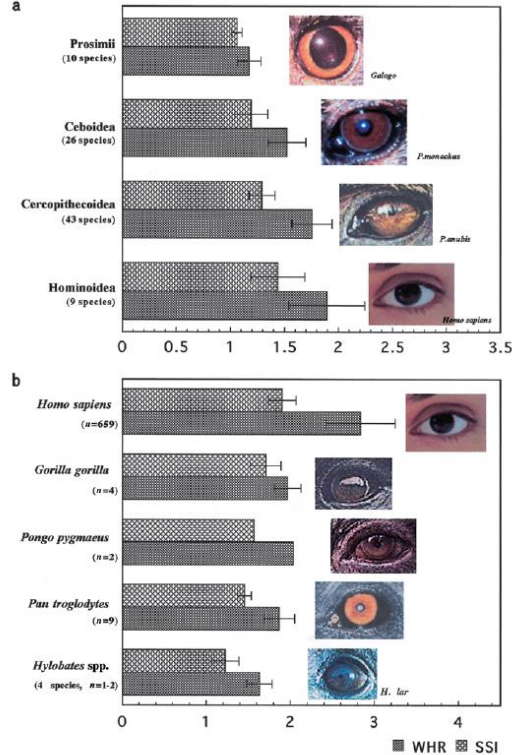 a
Prosimii
(10 species)
Galago
Ceboidea
(26 species)
P.monachus
Cercopithecoidea
(43 species)
P.anubis
Hominoidea
(9 species)
Homo sapiens
0 0.5 1 1.5 2 2.5 3 3.5
b
Homo sapiens
(n=659)
Gorilla gorilla
(n=4)
Pongo pygmaeus
(n=2)
Pan troglodytes
(n=9)
Hylobates spp.
(4 species, n=1-2)
H. lar
0 1 2 3 4
WHR SSI